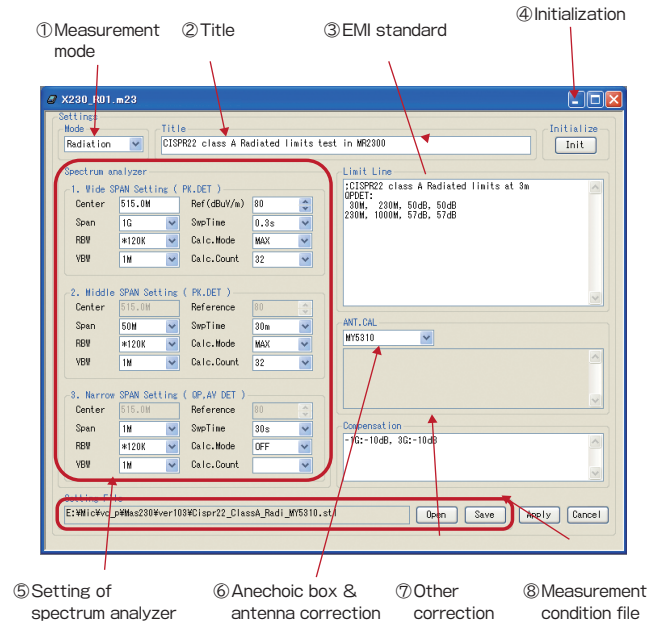 ④Initialization
①Measurement mode
②Title
③EMI standard
X230_R01.m23
Settings
Mode
Title
Initialize
Radiation
CISPR22 class A Radiated limits test in MR2300
Init
Spectrum analyzer
1. Wide SPAN Setting ( PK.DET )
Center 515.0M Ref(dBuV/m) 80
Span 1G SwpTime 0.3s
RBW *120K Calc.Mode MAX
VBW 1M Calc.Count 32
2. Middle SPAN Setting ( PK.DET )
Center 515.0M Reference 80
Span 50M SwpTime 30m
RBW *120K Calc.Mode MAX
VBW 1M Calc.Count 32
3. Narrow SPAN Setting ( QP.AV DET )
Center 515.0M Reference 80
Span 1M SwpTime 30s
RBW *120K Calc.Mode OFF
VBW 1M Calc.Count
Limit Line
;CISPR22 class A Radiated limits at 3m
QPDET:
30M, 230M, 50dB, 50dB
230M, 1000M, 57dB, 57dB
ANT.CAL
MY5310
Compensation
-1G:-10dB, 3G:-10dB
Setting File
E:¥Mic¥vc_p¥Mas230¥ver103¥Cispr22_ClassA_Radi_MY5310.stl
Open Save Apply Cancel
⑤Setting of spectrum analyzer
⑥Anechoic box & antenna correction
⑦Other correction
⑧Measurement condition file